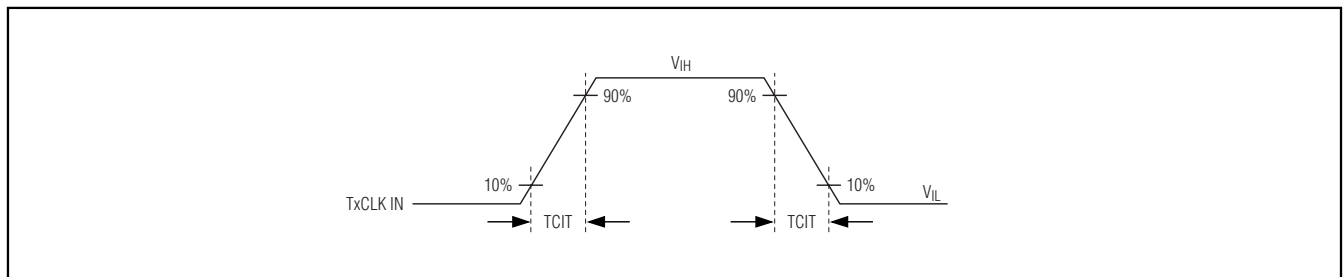 VIH
90% 90%
10% 10%
TxCLK IN VIL
TCIT TCIT